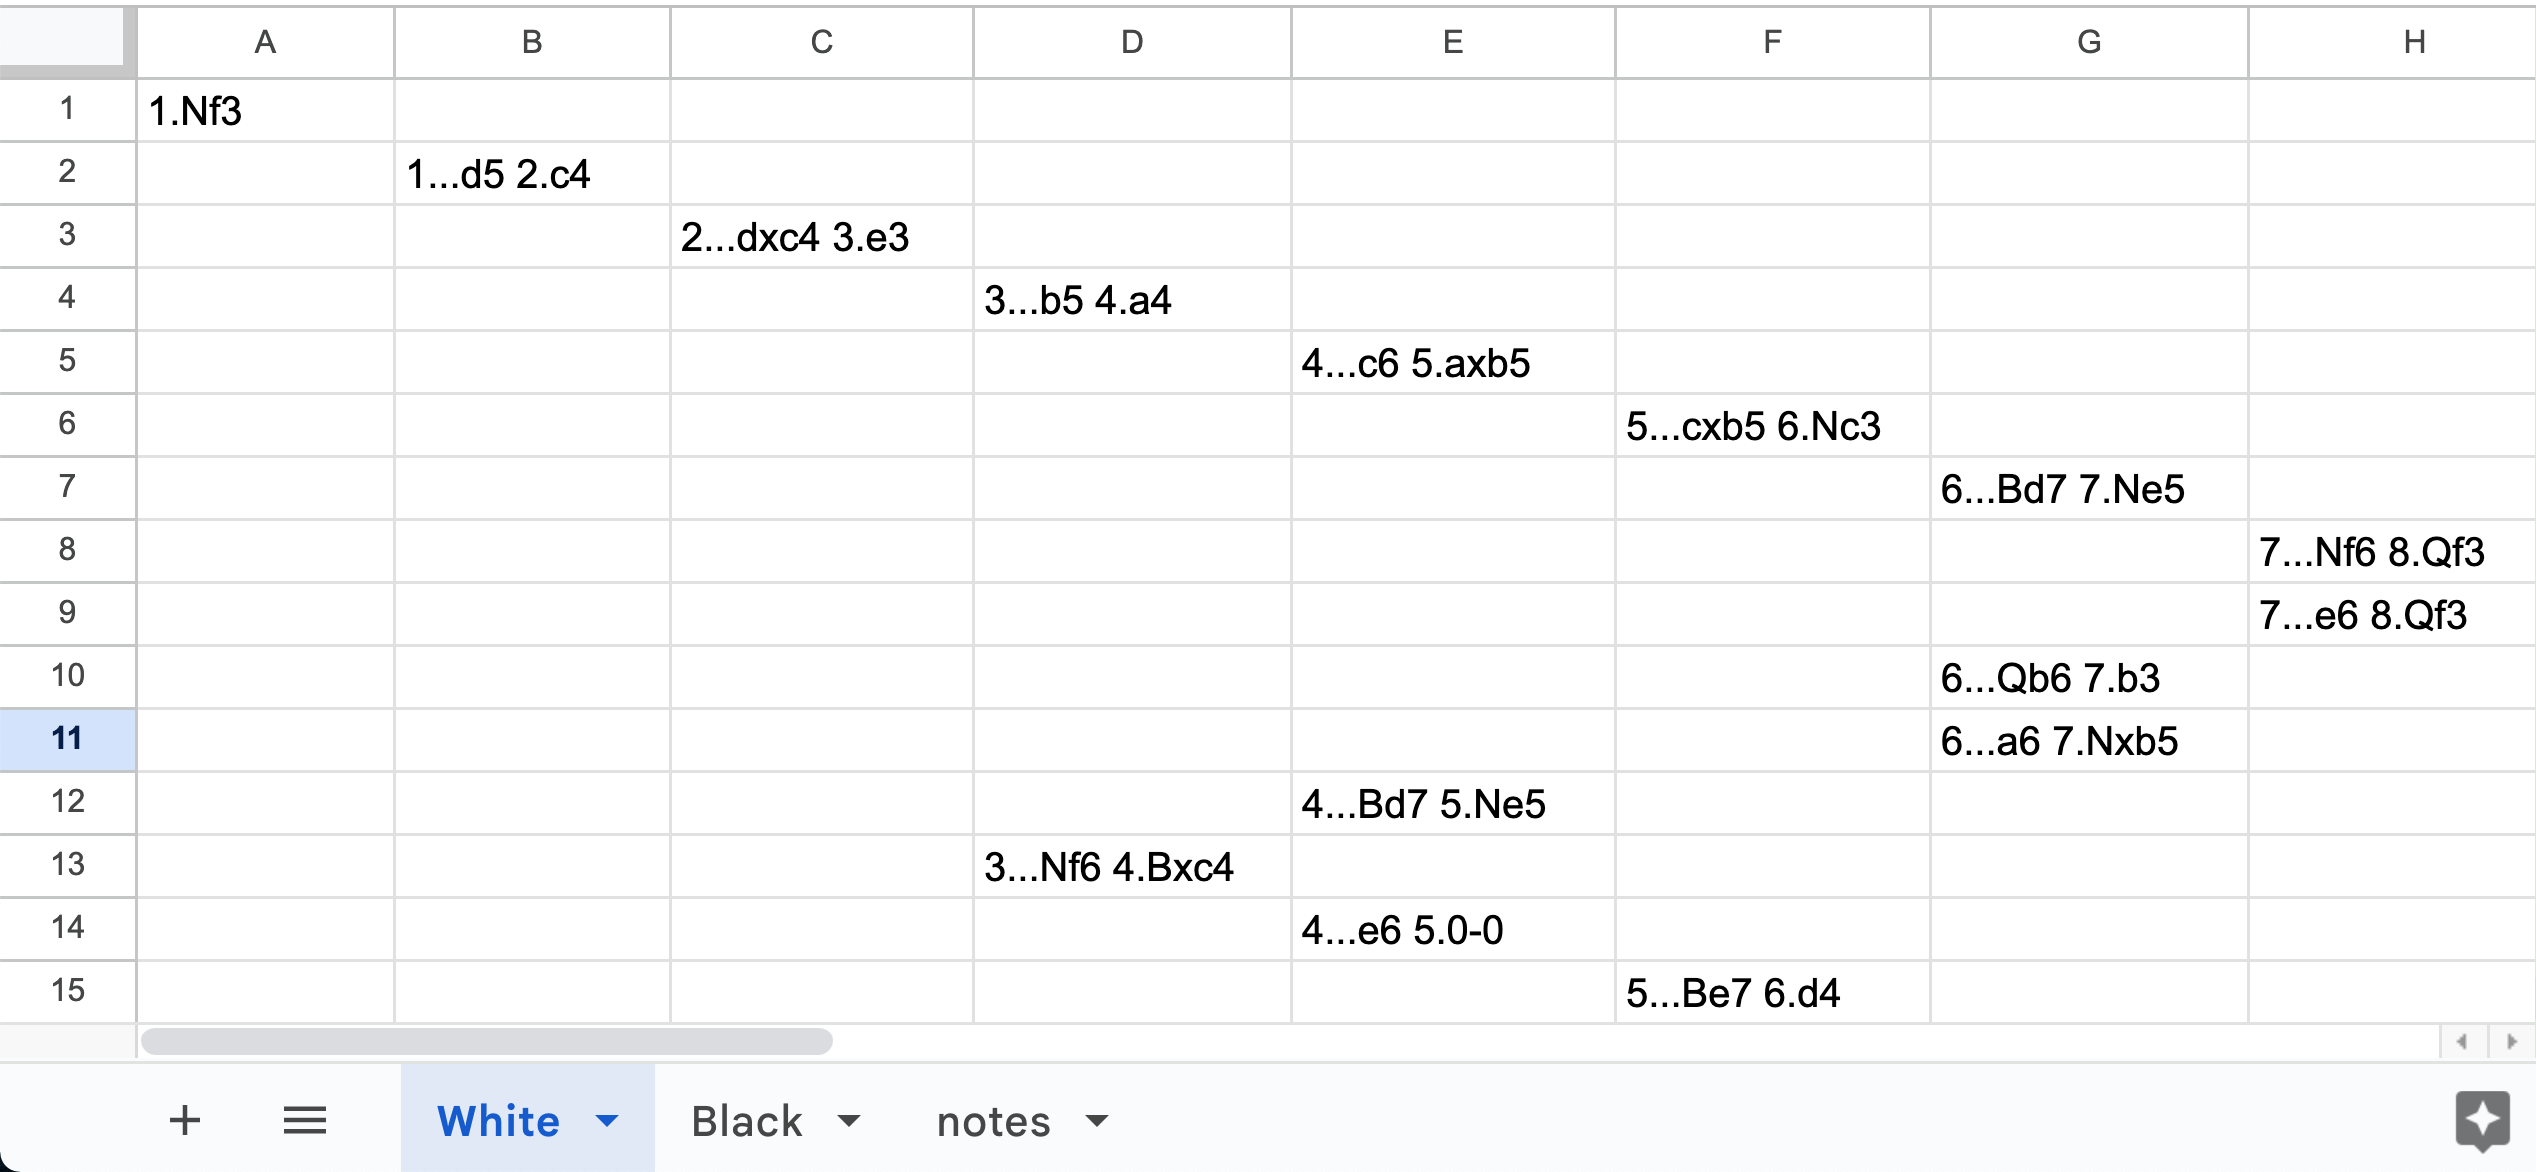 A B C D E F G H
1 1.Nf3
2 1...d5 2.c4
3 2...dxc4 3.e3
4 3...b5 4.a4
5 4...c6 5.axb5
6 5...cxb5 6.Nc3
7 6...Bd7 7.Ne5
8 7...Nf6 8.Qf3
9 7...e6 8.Qf3
10 6...Qb6 7.b3
11 6...a6 7.Nxb5
12 4...Bd7 5.Ne5
13 3...Nf6 4.Bxc4
14 4...e6 5.0-0
15 5...Be7 6.d4
White Black notes